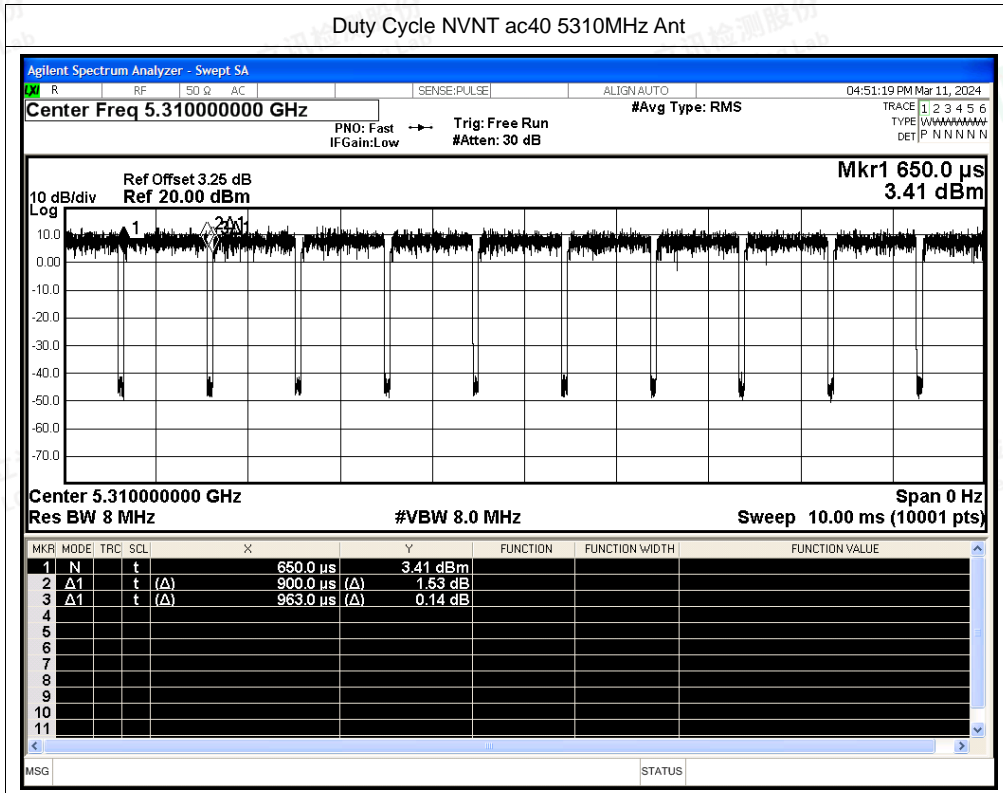 Duty Cycle NVNT ac40 5310MHz Ant
Agilent Spectrum Analyzer - Swept SA
LXI R RF 50 Ω AC SENSE:PULSE ALIGN AUTO 04:51:19 PM Mar 11, 2024
Center Freq 5.310000000 GHz #Avg Type: RMS TRACE 1 2 3 4 5 6
PNO: Fast Trig: Free Run TYPE WWWWWW
IFGain:Low #Atten: 30 dB DET P N N N N N
Mkr1 650.0 µs
Ref Offset 3.25 dB
10 dB/div Ref 20.00 dBm 3.41 dBm
Log
1 2Δ1
10.0
0.00
-10.0
-20.0
-30.0
-40.0
-50.0
-60.0
-70.0
Center 5.310000000 GHz Span 0 Hz
Res BW 8 MHz #VBW 8.0 MHz Sweep 10.00 ms (10001 pts)
MKR MODE TRC SCL X Y FUNCTION FUNCTION WIDTH FUNCTION VALUE
1 N t 650.0 µs 3.41 dBm
2 Δ1 t (Δ) 900.0 µs (Δ) 1.53 dB
3 Δ1 t (Δ) 963.0 µs (Δ) 0.14 dB
4
5
6
7
8
9
10
11
MSG STATUS